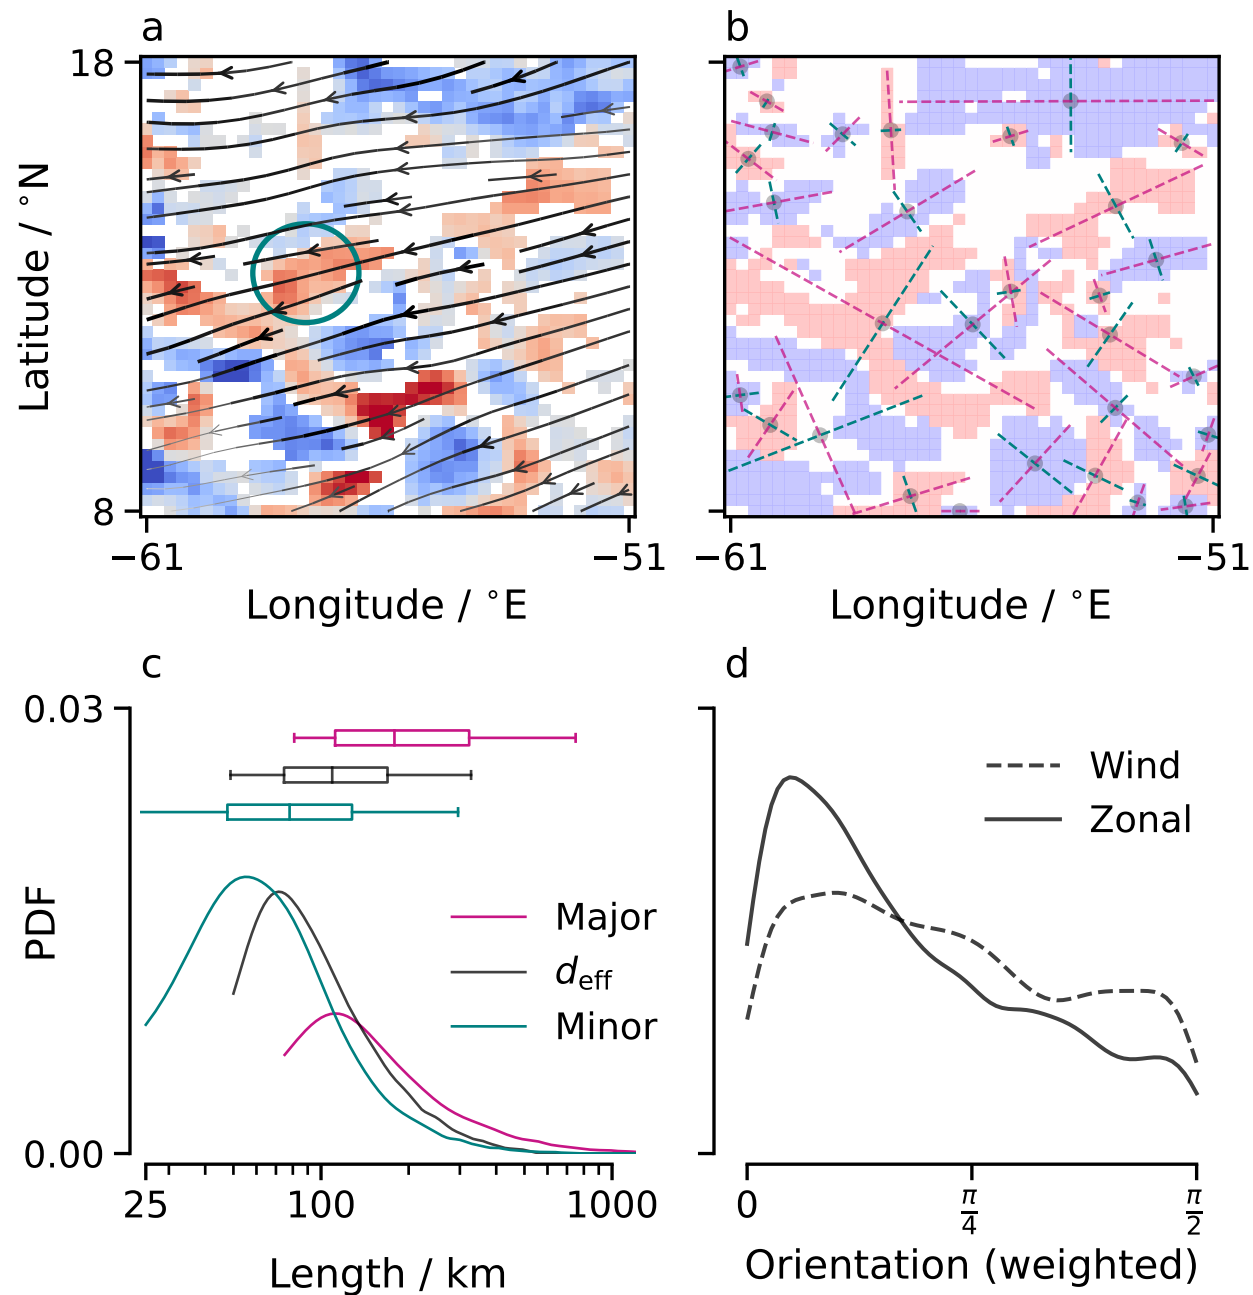 a
b
18
8
Latitude / °N
−61
−51
−61
−51
Longitude / °E
Longitude / °E
c
d
0.03
0.00
PDF
Major
d_eff
Minor
Wind
Zonal
25
100
1000
0
π/4
π/2
Length / km
Orientation (weighted)